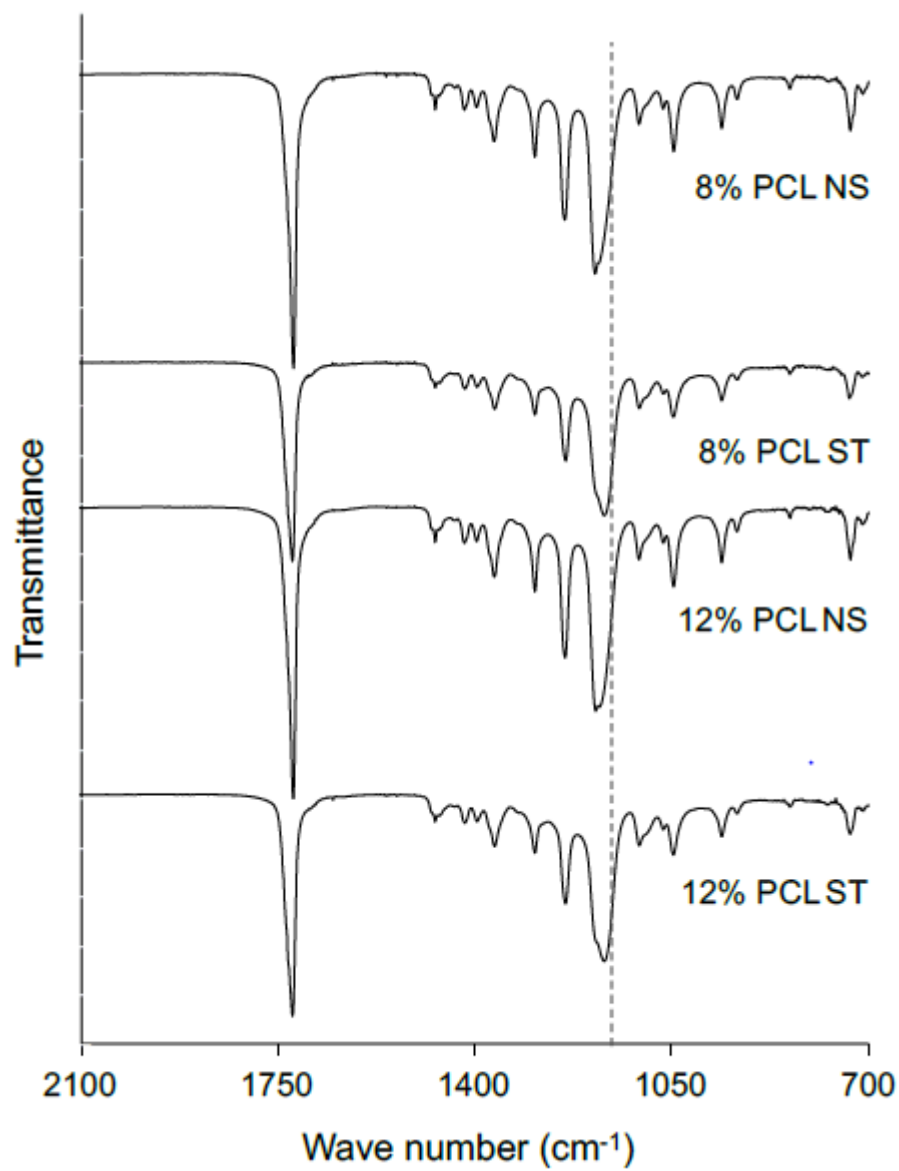 8% PCL NS
8% PCL ST
12% PCL NS
12% PCL ST
Transmittance
2100 1750 1400 1050 700
Wave number (cm⁻¹)